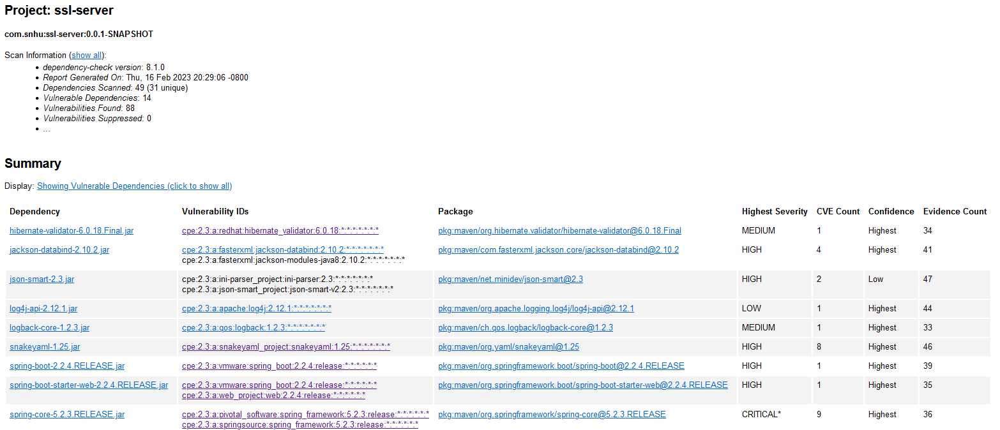 Project: ssl-server
com.snhu:ssl-server:0.0.1-SNAPSHOT
Scan Information (show all):
• dependency-check version: 8.1.0
• Report Generated On: Thu, 16 Feb 2023 20:29:06 -0800
• Dependencies Scanned: 49 (31 unique)
• Vulnerable Dependencies: 14
• Vulnerabilities Found: 88
• Vulnerabilities Suppressed: 0
• ...
Summary
Display: Showing Vulnerable Dependencies (click to show all)
Dependency Vulnerability IDs Package Highest Severity CVE Count Confidence Evidence Count
hibernate-validator-6.0.18.Final.jar cpe:2.3:a:redhat:hibernate_validator:6.0.18:*:*:*:*:*:*:* pkg:maven/org.hibernate.validator/hibernate-validator@6.0.18.Final MEDIUM 1 Highest 34
jackson-databind-2.10.2.jar cpe:2.3:a:fasterxml:jackson-databind:2.10.2:*:*:*:*:*:*:* pkg:maven/com.fasterxml.jackson.core/jackson-databind@2.10.2 HIGH 4 Highest 41
cpe:2.3:a:fasterxml:jackson-modules-java8:2.10.2:*:*:*:*:*:*:*
json-smart-2.3.jar cpe:2.3:a:ini-parser_project:ini-parser:2.3:*:*:*:*:*:*:* pkg:maven/net.minidev/json-smart@2.3 HIGH 2 Low 47
cpe:2.3:a:json-smart_project:json-smart-v2:2.3:*:*:*:*:*:*:*
log4j-api-2.12.1.jar cpe:2.3:a:apache:log4j:2.12.1:*:*:*:*:*:*:* pkg:maven/org.apache.logging.log4j/log4j-api@2.12.1 LOW 1 Highest 44
logback-core-1.2.3.jar cpe:2.3:a:qos:logback:1.2.3:*:*:*:*:*:*:* pkg:maven/ch.qos.logback/logback-core@1.2.3 MEDIUM 1 Highest 33
snakeyaml-1.25.jar cpe:2.3:a:snakeyaml_project:snakeyaml:1.25:*:*:*:*:*:*:* pkg:maven/org.yaml/snakeyaml@1.25 HIGH 8 Highest 46
spring-boot-2.2.4.RELEASE.jar cpe:2.3:a:vmware:spring_boot:2.2.4:release:*:*:*:*:*:* pkg:maven/org.springframework.boot/spring-boot@2.2.4.RELEASE HIGH 1 Highest 39
spring-boot-starter-web-2.2.4.RELEASE.jar cpe:2.3:a:vmware:spring_boot:2.2.4:release:*:*:*:*:*:* pkg:maven/org.springframework.boot/spring-boot-starter-web@2.2.4.RELEASE HIGH 1 Highest 35
cpe:2.3:a:web_project:web:2.2.4:release:*:*:*:*:*:*
spring-core-5.2.3.RELEASE.jar cpe:2.3:a:pivotal_software:spring_framework:5.2.3:release:*:*:*:*:*:* pkg:maven/org.springframework/spring-core@5.2.3.RELEASE CRITICAL* 9 Highest 36
cpe:2.3:a:springsource:spring_framework:5.2.3:release:*:*:*:*:*:*